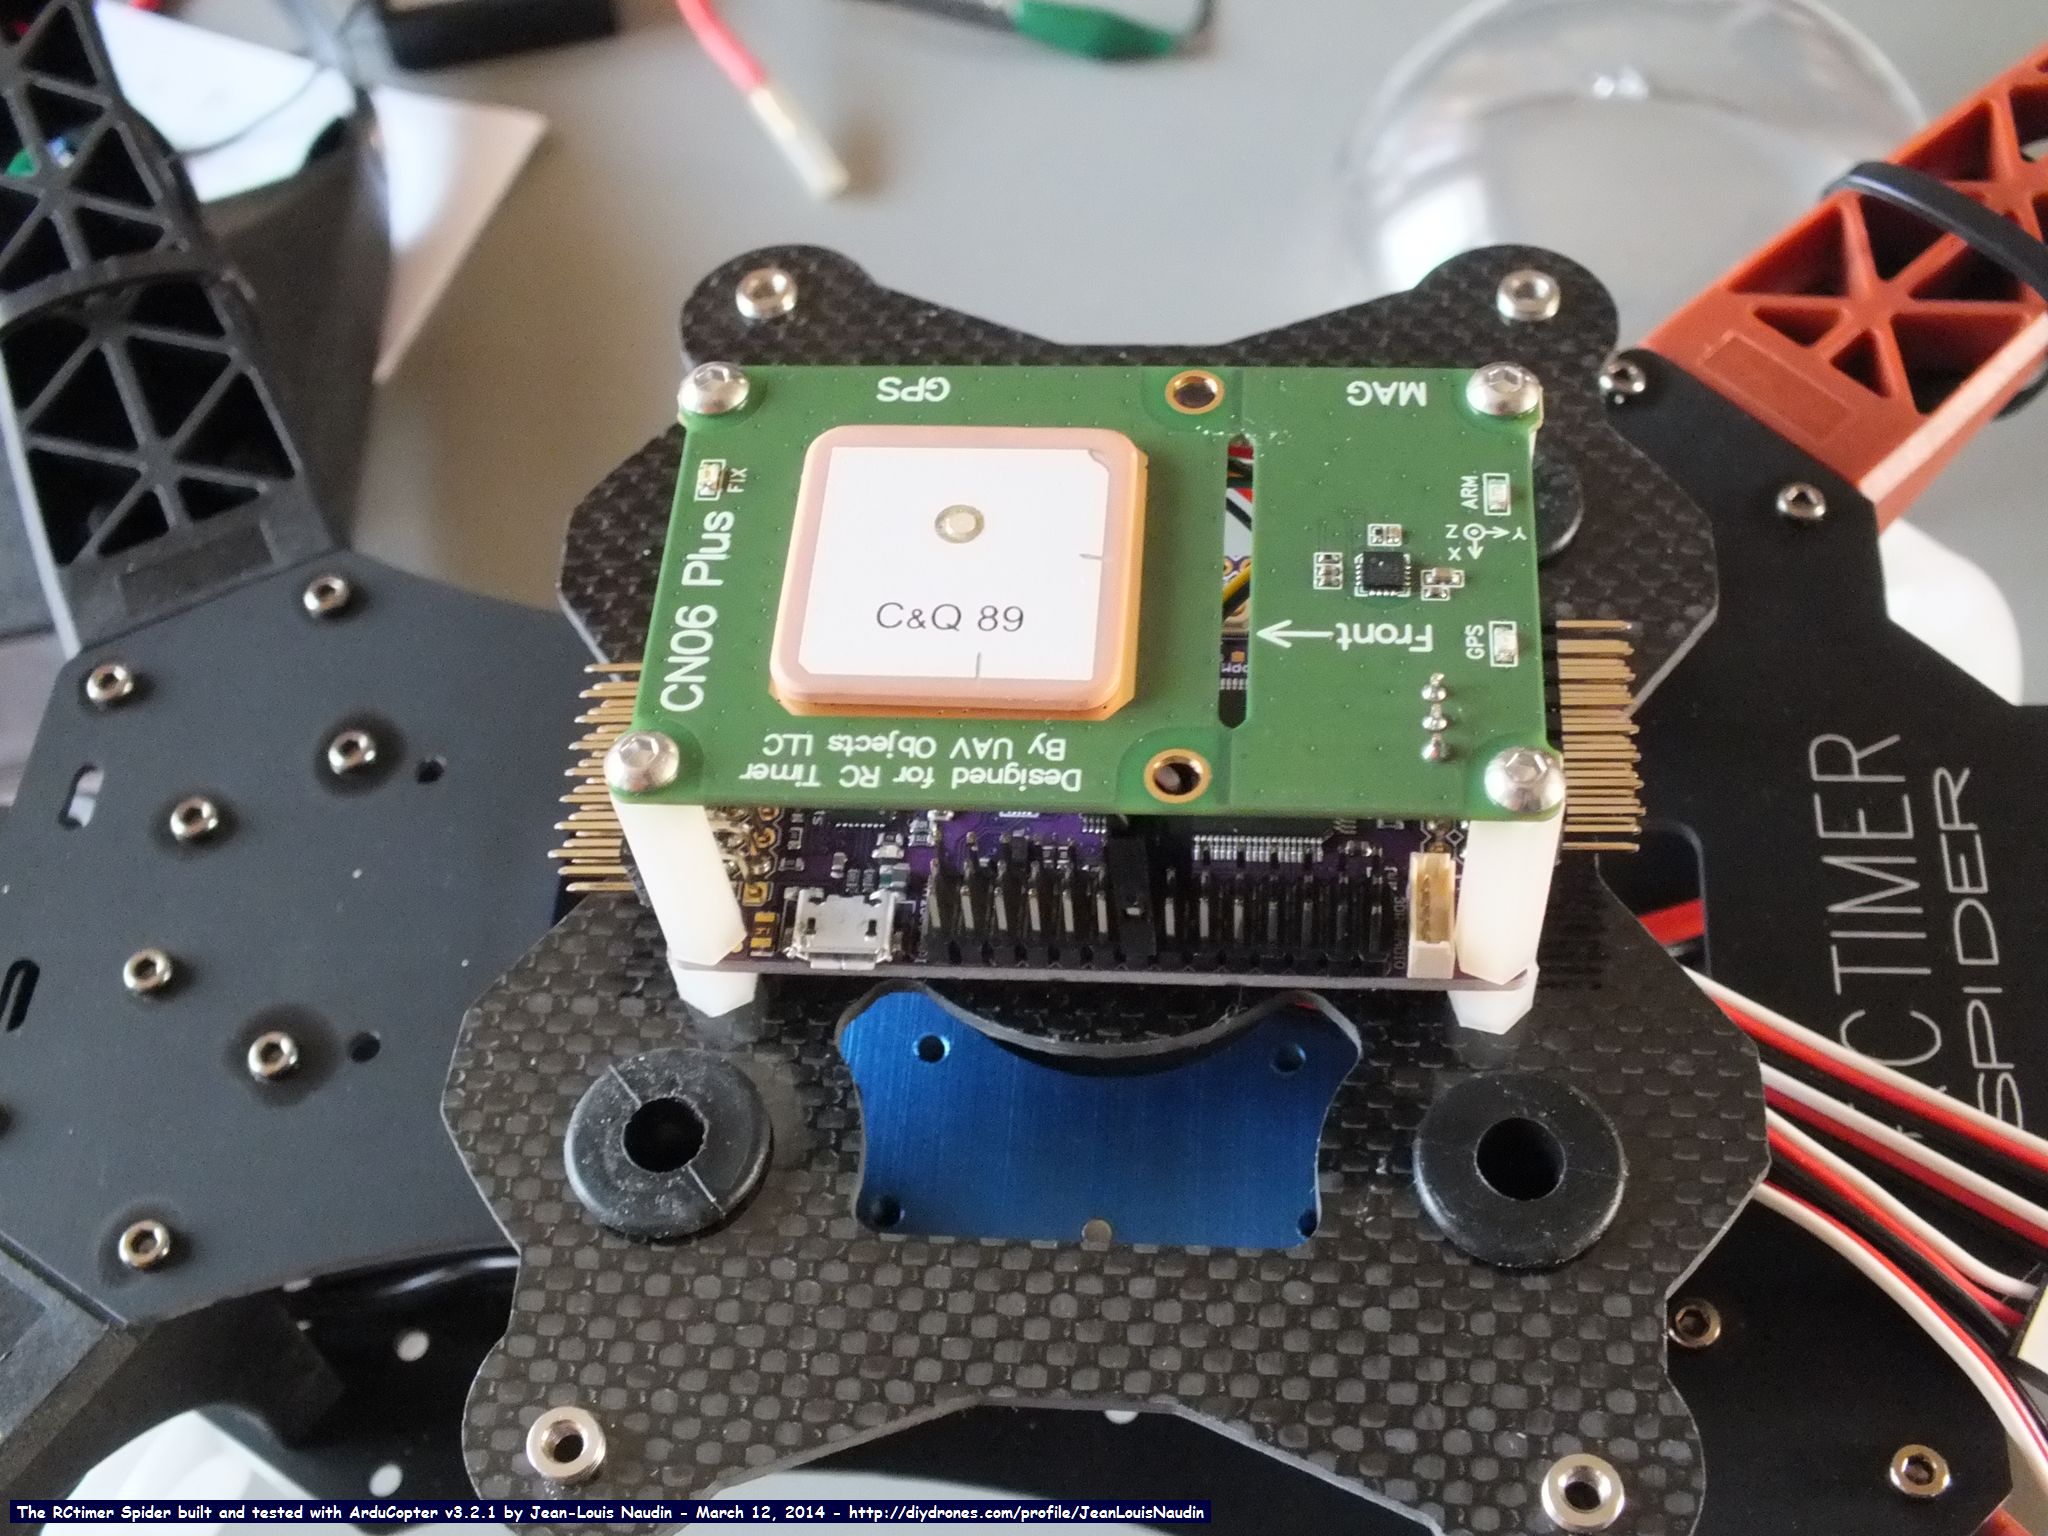 GPS
MAG
FIX
ARM
CN06 Plus
Z
Y
X
C&Q 89
Front
GPS
Designed for RC Timer
By UAV Objects LLC
SPIDER
The RCtimer Spider built and tested with ArduCopter v3.2.1 by Jean-Louis Naudin - March 12, 2014 - http://diydrones.com/profile/JeanLouisNaudin